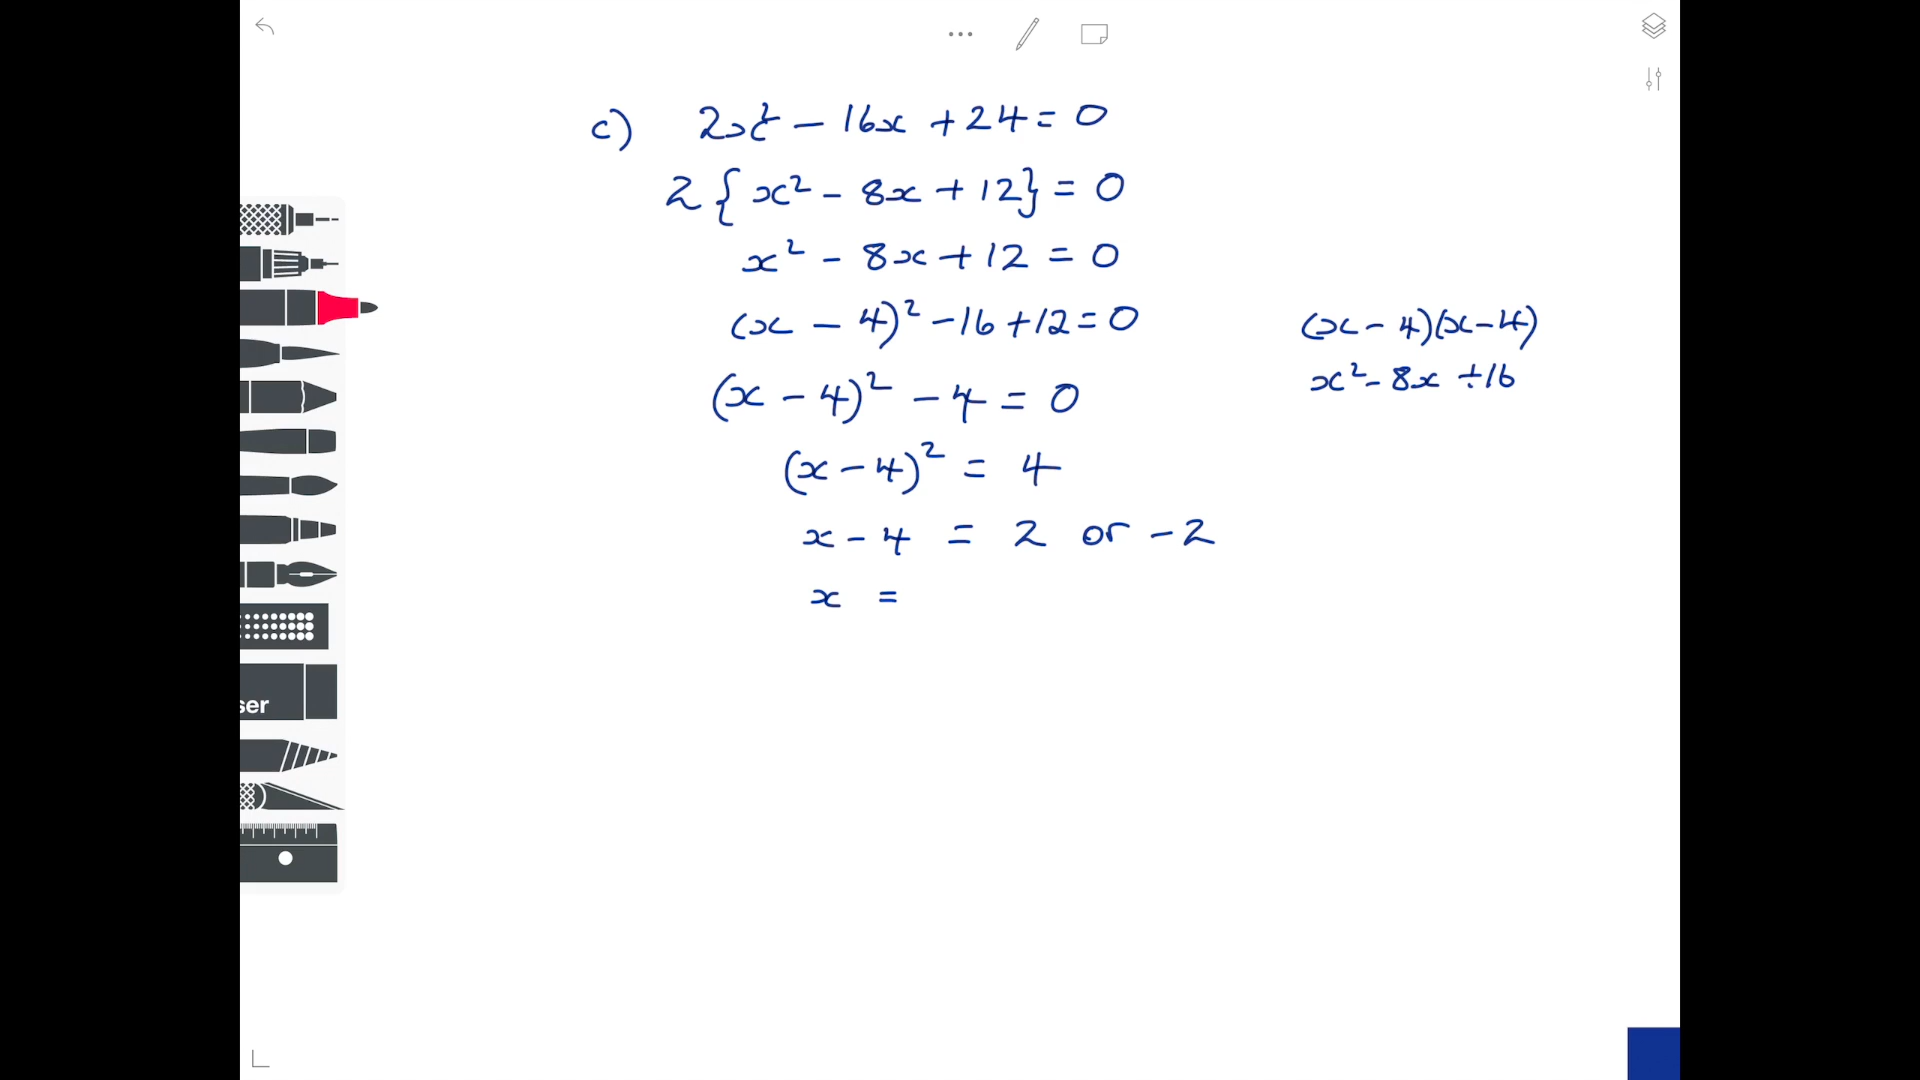 c) 2x² - 16x + 24 = 0
2 { x² - 8x + 12 } = 0
x² - 8x + 12 = 0
(x - 4)² - 16 + 12 = 0
(x - 4)(x - 4)
x² - 8x + 16
(x - 4)² - 4 = 0
(x - 4)² = 4
x - 4 = 2 or -2
x =
ser